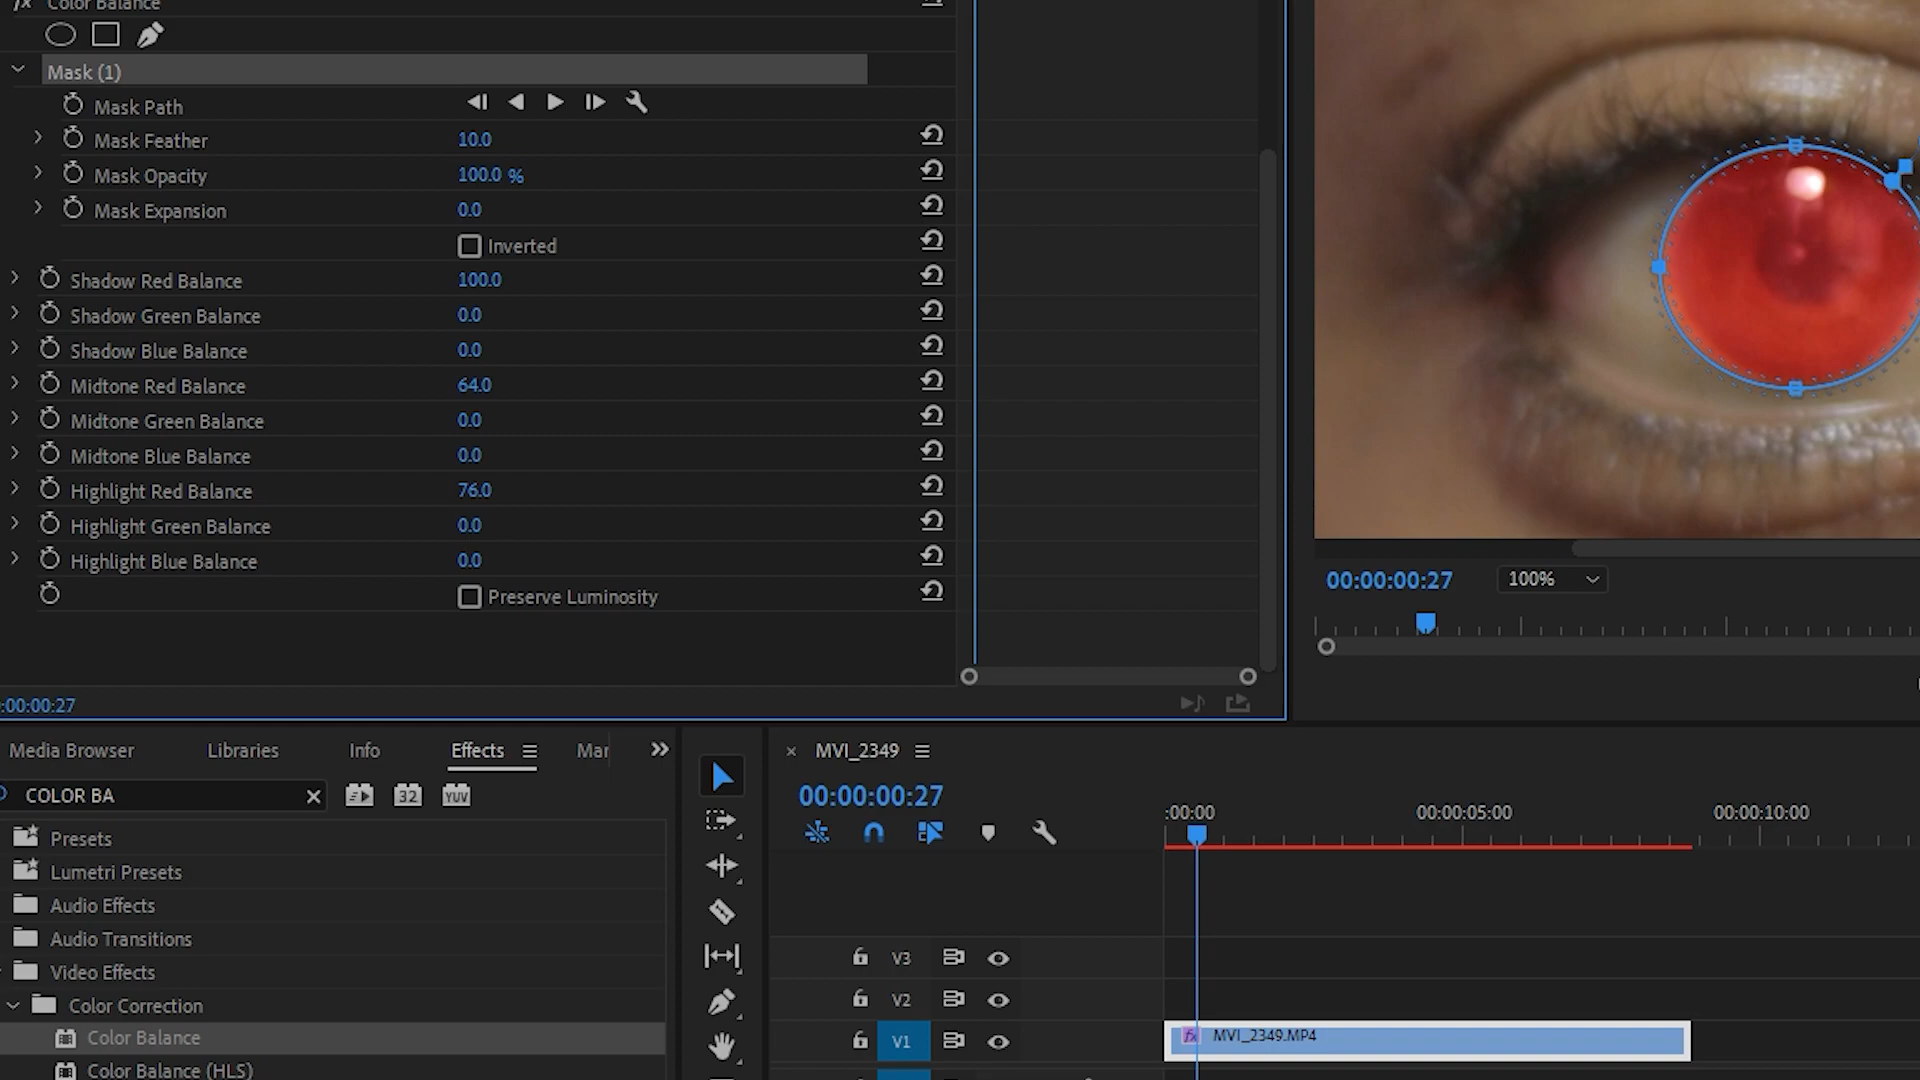 fx Color Balance
Mask (1)
Mask Path
Mask Feather 10.0
Mask Opacity 100.0 %
Mask Expansion 0.0
Inverted
Shadow Red Balance 100.0
Shadow Green Balance 0.0
Shadow Blue Balance 0.0
Midtone Red Balance 64.0
Midtone Green Balance 0.0
Midtone Blue Balance 0.0
Highlight Red Balance 76.0
Highlight Green Balance 0.0
Highlight Blue Balance 0.0
Preserve Luminosity
:00:00:27
00:00:00:27 100%
Media Browser Libraries Info Effects Mar
COLOR BA 32 YUV
Presets
Lumetri Presets
Audio Effects
Audio Transitions
Video Effects
Color Correction
Color Balance
Color Balance (HLS)
MVI_2349
00:00:00:27
:00:00 00:00:05:00 00:00:10:00
V3
V2
V1
fx MVI_2349.MP4